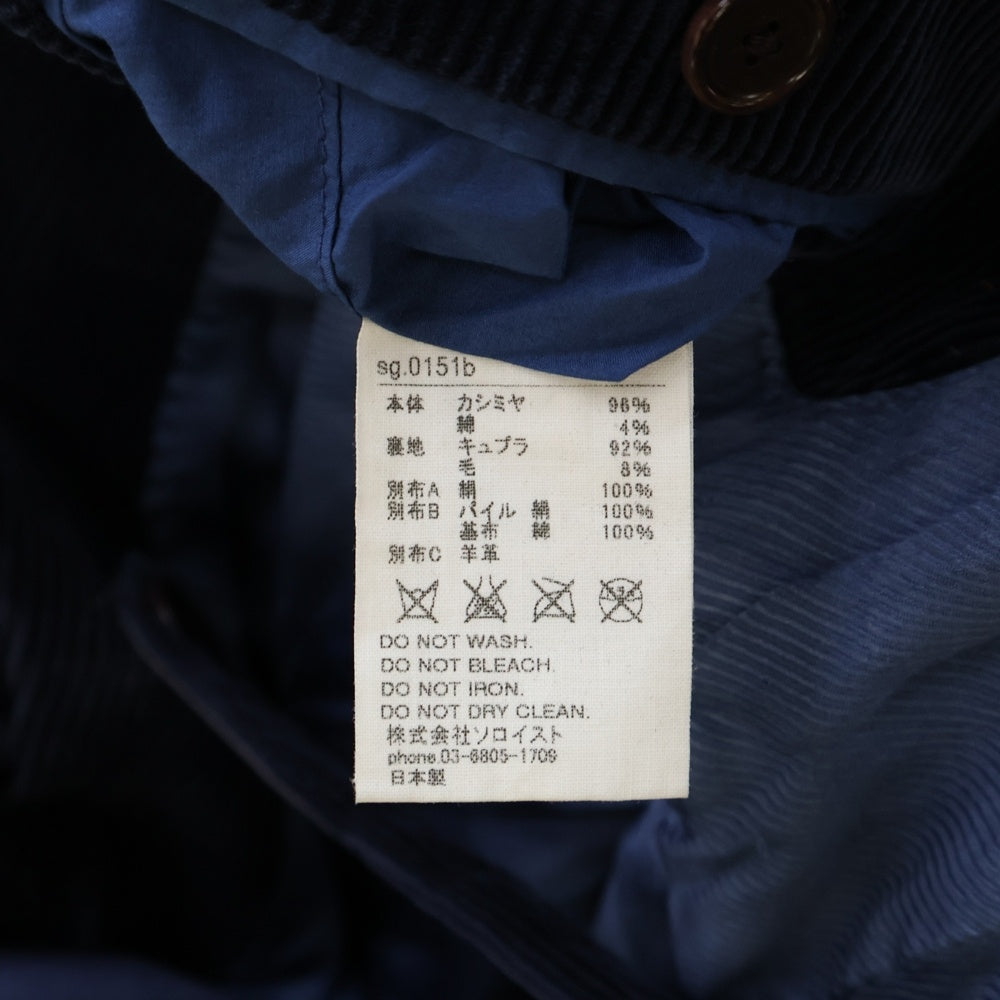 sg.0151b
本体 カシミヤ 96%
綿 4%
裏地 キュプラ 92%
毛 8%
別布A 絹 100%
別布B パイル 絹 100%
基布 綿 100%
別布C 羊革
DO NOT WASH.
DO NOT BLEACH.
DO NOT IRON.
DO NOT DRY CLEAN.
株式会社ソロイスト
phone.03-6805-1709
日本製